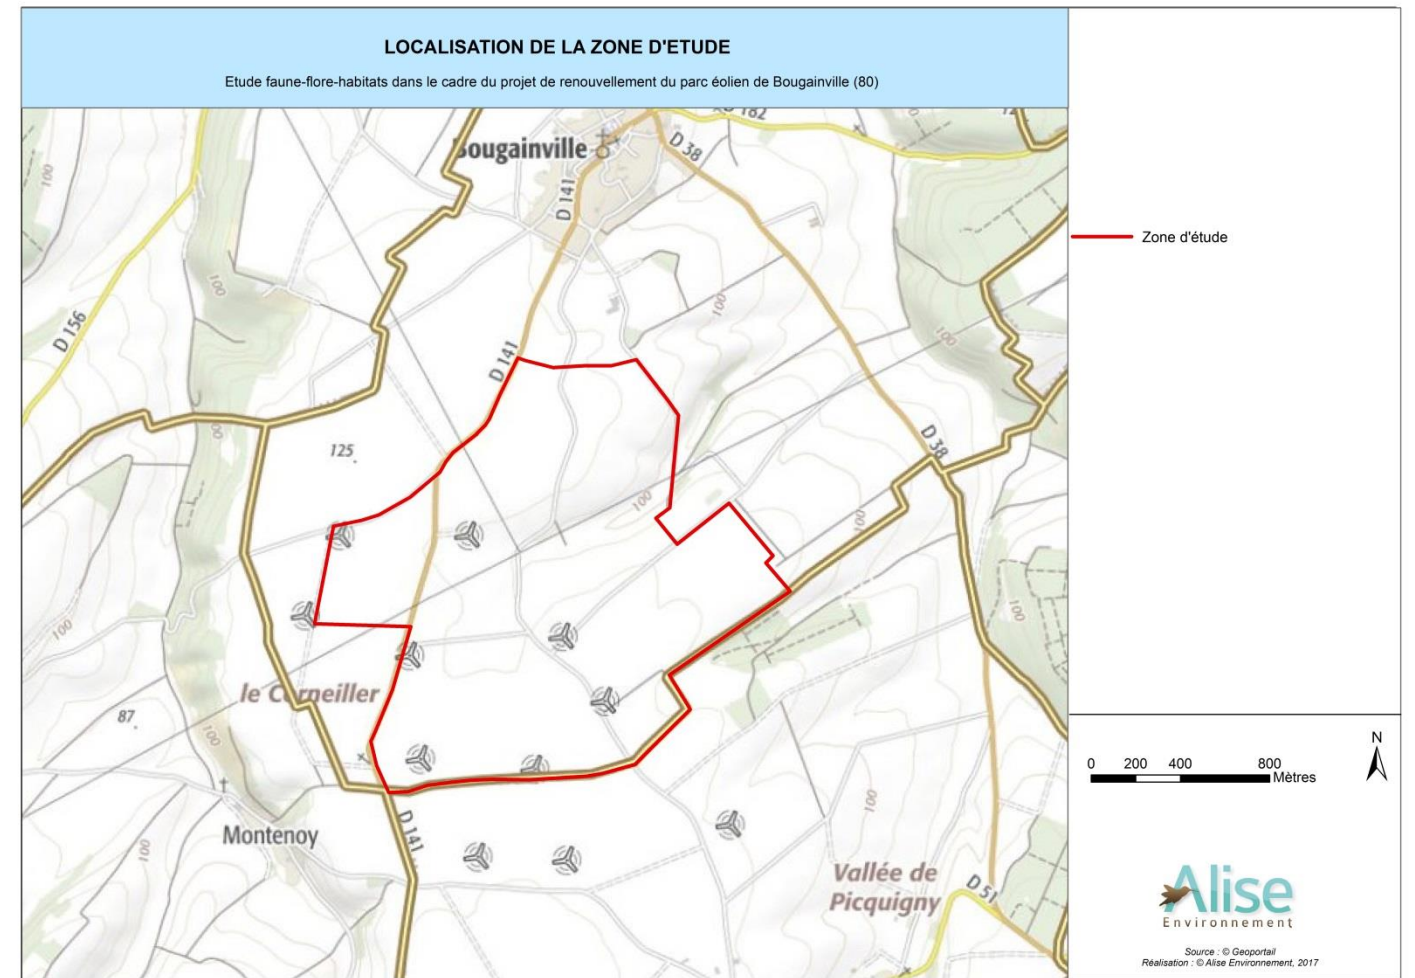 LOCALISATION DE LA ZONE D'ETUDE
Etude faune-flore-habitats dans le cadre du projet de renouvellement du parc éolien de Bougainville (80)
Bougainville
D 38
D 141
100
100
D 156
100
100
Zone d'étude
D 141
125
D 38
100
100
100
100
le Corneiller
87
100
N
0 200 400 800
Mètres
Montenoy
D 141
100
100
Vallée de
Picquigny
D 51
Alise
Environnement
Source : © Geoportail
Réalisation : © Alise Environnement, 2017